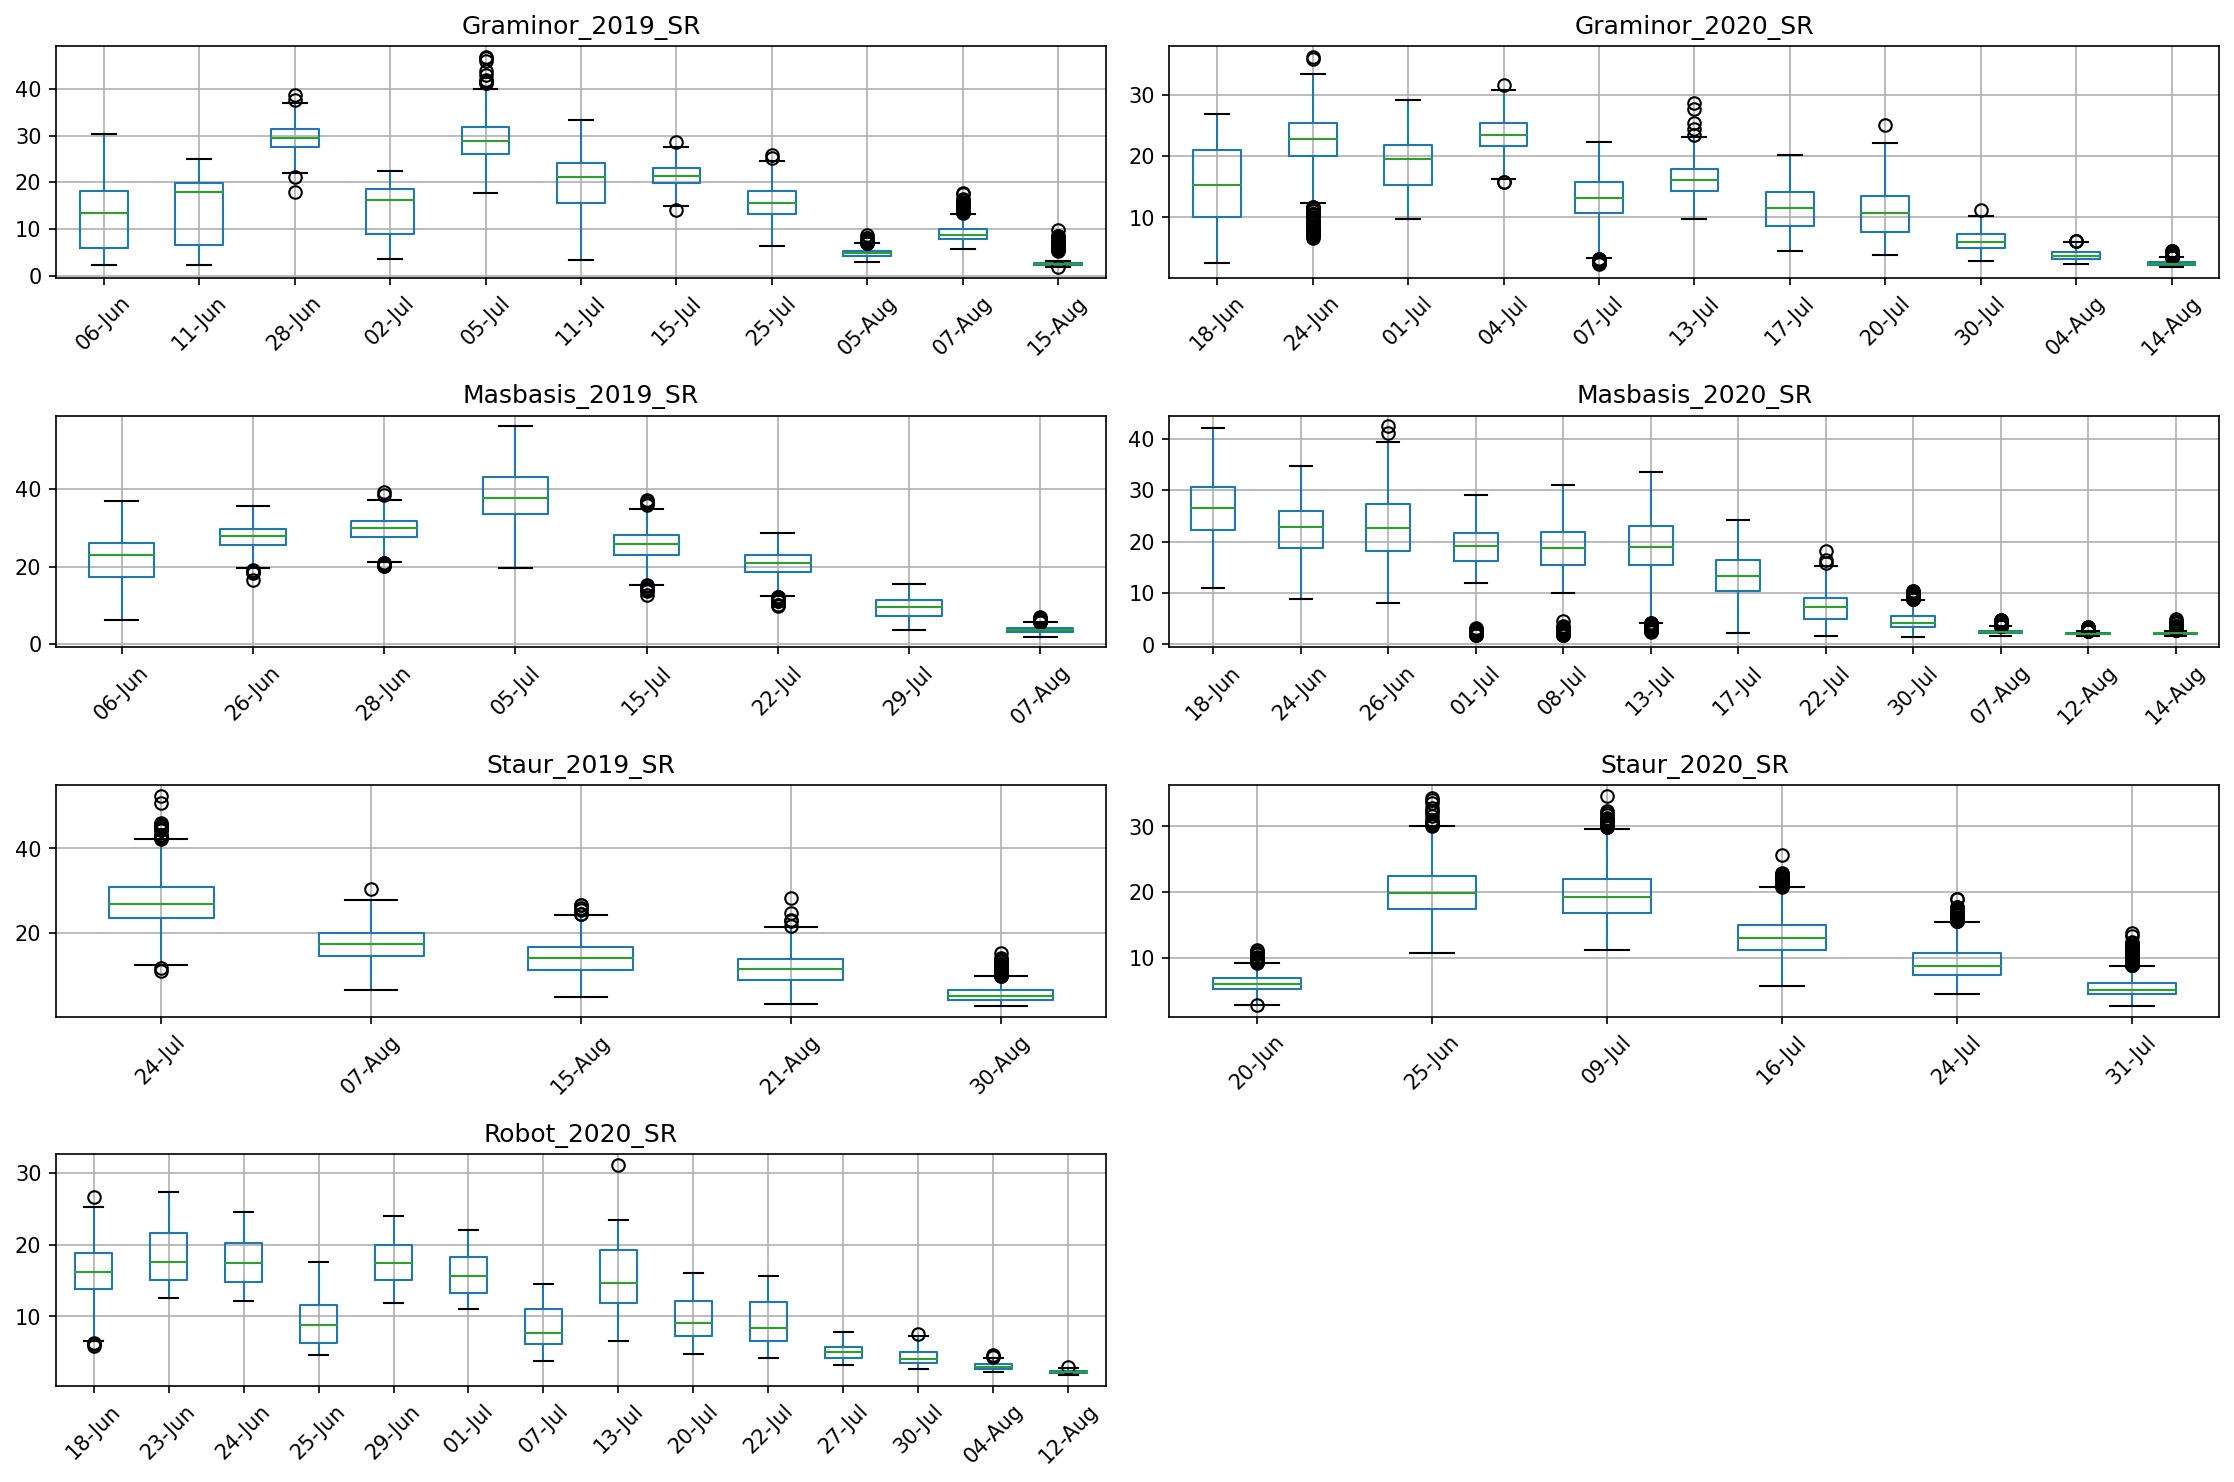 Graminor_2019_SR
40
30
20
10
0
06-Jun 11-Jun 28-Jun 02-Jul 05-Jul 11-Jul 15-Jul 25-Jul 05-Aug 07-Aug 15-Aug
Graminor_2020_SR
30
20
10
18-Jun 24-Jun 01-Jul 04-Jul 07-Jul 13-Jul 17-Jul 20-Jul 30-Jul 04-Aug 14-Aug
Masbasis_2019_SR
40
20
0
06-Jun 26-Jun 28-Jun 05-Jul 15-Jul 22-Jul 29-Jul 07-Aug
Masbasis_2020_SR
40
30
20
10
0
18-Jun 24-Jun 26-Jun 01-Jul 08-Jul 13-Jul 17-Jul 22-Jul 30-Jul 07-Aug 12-Aug 14-Aug
Staur_2019_SR
40
20
24-Jul 07-Aug 15-Aug 21-Aug 30-Aug
Staur_2020_SR
30
20
10
20-Jun 25-Jun 09-Jul 16-Jul 24-Jul 31-Jul
Robot_2020_SR
30
20
10
18-Jun 23-Jun 24-Jun 25-Jun 29-Jun 01-Jul 07-Jul 13-Jul 20-Jul 22-Jul 27-Jul 30-Jul 04-Aug 12-Aug